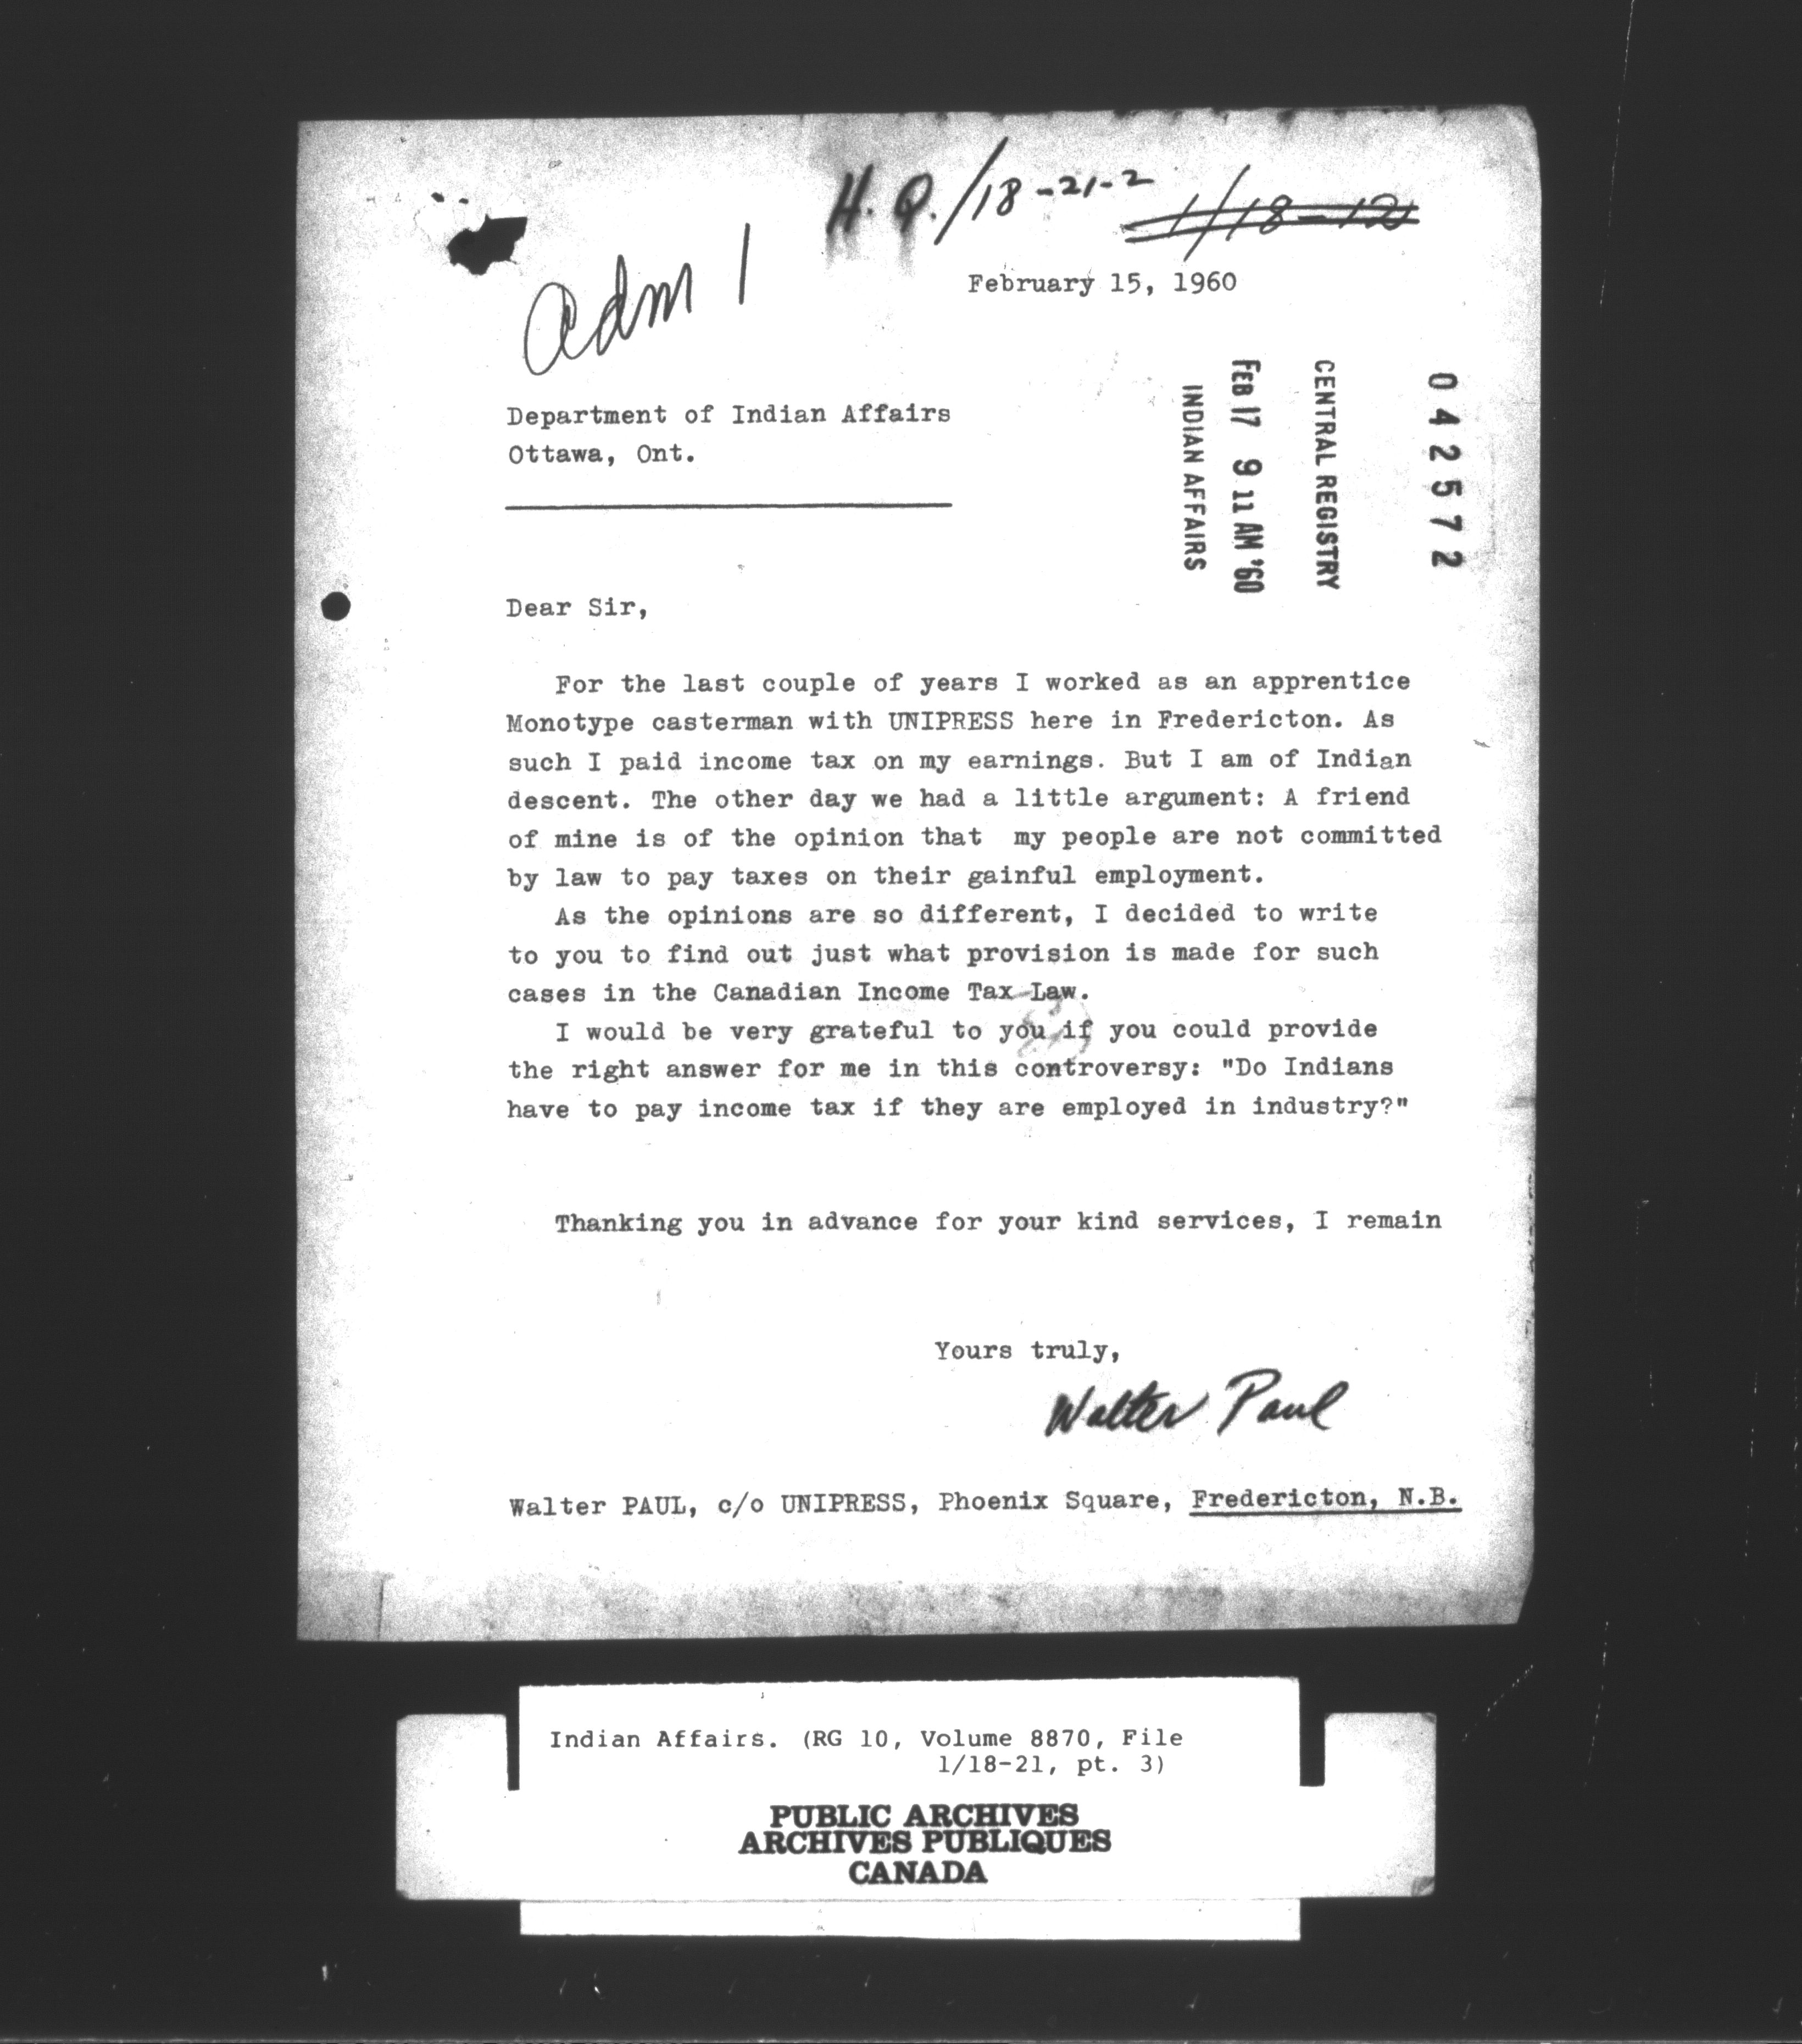 H.Q./18-21-2
1/18-121
Adm 1
February 15, 1960
042572
CENTRAL REGISTRY
FEB 17 9 11 AM '60
INDIAN AFFAIRS
Department of Indian Affairs
Ottawa, Ont.
Dear Sir,
For the last couple of years I worked as an apprentice
Monotype casterman with UNIPRESS here in Fredericton. As
such I paid income tax on my earnings. But I am of Indian
descent. The other day we had a little argument: A friend
of mine is of the opinion that my people are not committed
by law to pay taxes on their gainful employment.
As the opinions are so different, I decided to write
to you to find out just what provision is made for such
cases in the Canadian Income Tax Law.
I would be very grateful to you if you could provide
the right answer for me in this controversy: "Do Indians
have to pay income tax if they are employed in industry?"
Thanking you in advance for your kind services, I remain
Yours truly,
Walter Paul
Walter PAUL, c/o UNIPRESS, Phoenix Square, Fredericton, N.B.
Indian Affairs. (RG 10, Volume 8870, File
1/18-21, pt. 3)
PUBLIC ARCHIVES
ARCHIVES PUBLIQUES
CANADA